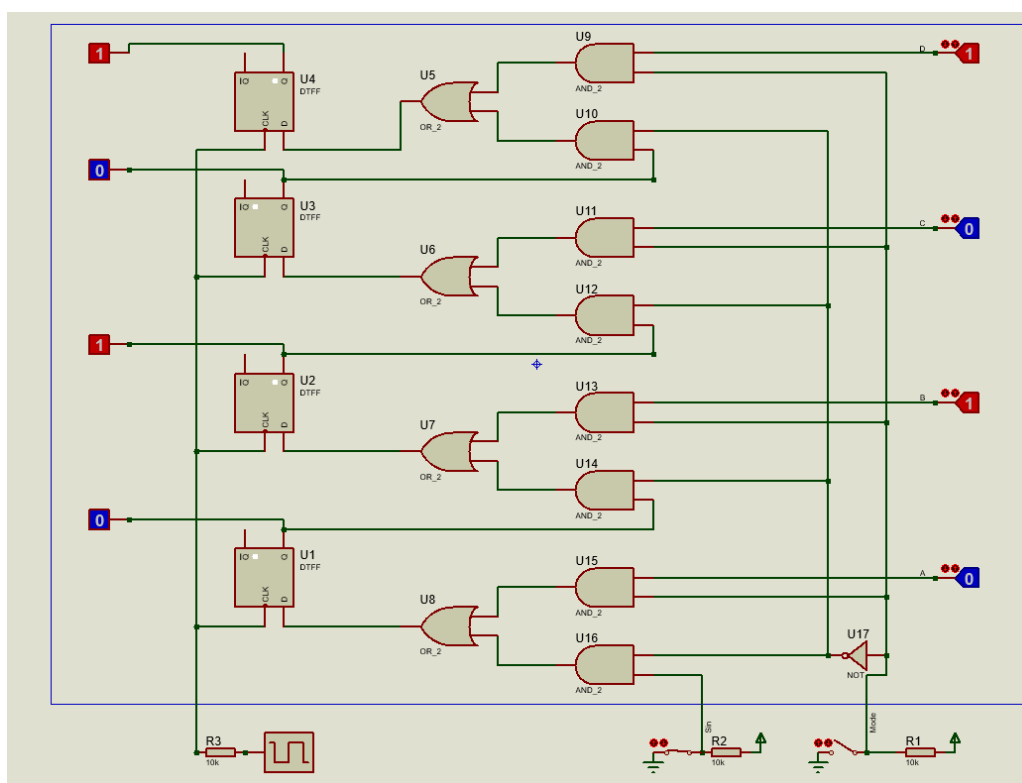 U9
1
D
1
U4
DTFF
Q
Q
CLK
D
U5
OR_2
AND_2
U10
AND_2
0
U3
DTFF
Q
Q
CLK
D
U6
OR_2
U11
AND_2
C
0
U12
AND_2
1
U2
DTFF
Q
Q
CLK
D
U7
OR_2
U13
AND_2
B
1
U14
AND_2
0
U1
DTFF
Q
Q
CLK
D
U8
OR_2
U15
AND_2
A
0
U16
AND_2
U17
NOT
R3
10k
Sin
R2
10k
Mode
R1
10k